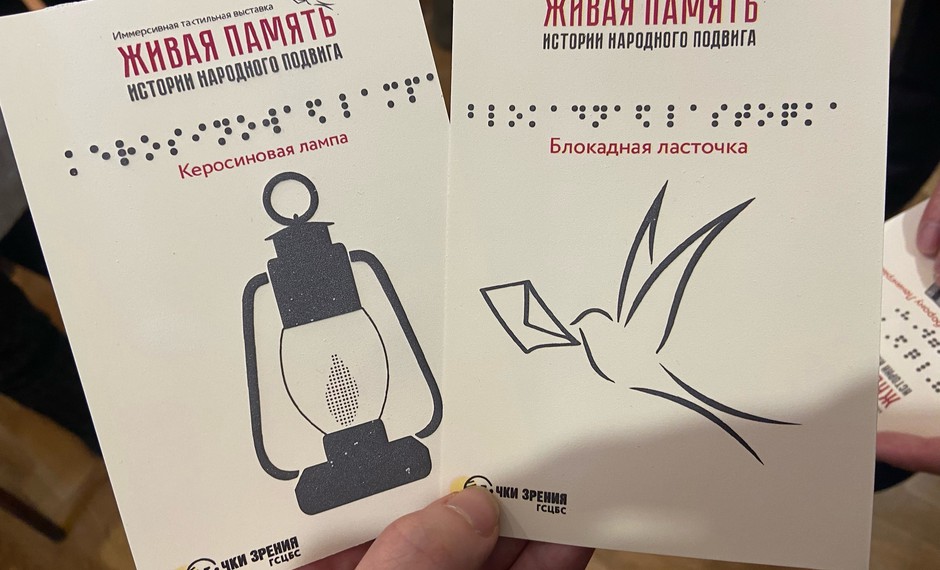 Иммерсивная тактильная выставка
ЖИВАЯ ПАМЯТЬ
ИСТОРИИ НАРОДНОГО ПОДВИГА
Керосиновая лампа
ЧКИ ЗРЕНИЯ
ГСЦБС
ЖИВАЯ ПАМЯТЬ
ИСТОРИИ НАРОДНОГО ПОДВИГА
Блокадная ласточка
ЧКИ ЗРЕНИЯ
ГСЦБС